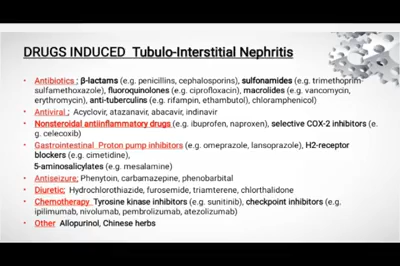 DRUGS INDUCED Tubulo-Interstitial Nephritis
• Antibiotics ; β-lactams (e.g. penicillins, cephalosporins), sulfonamides (e.g. trimethoprim-
sulfamethoxazole), fluoroquinolones (e.g. ciprofloxacin), macrolides (e.g. vancomycin,
erythromycin), anti-tuberculins (e.g. rifampin, ethambutol), chloramphenicol)
• Antiviral ; Acyclovir, atazanavir, abacavir, indinavir
• Nonsteroidal antiinflammatory drugs (e.g. ibuprofen, naproxen), selective COX-2 inhibitors (e.
g. celecoxib)
• Gastrointestinal Proton pump inhibitors (e.g. omeprazole, lansoprazole), H2-receptor
blockers (e.g. cimetidine),
5-aminosalicylates (e.g. mesalamine)
• Antiseizure; Phenytoin, carbamazepine, phenobarbital
• Diuretic; Hydrochlorothiazide, furosemide, triamterene, chlorthalidone
• Chemotherapy Tyrosine kinase inhibitors (e.g. sunitinib), checkpoint inhibitors (e.g.
ipilimumab, nivolumab, pembrolizumab, atezolizumab)
• Other Allopurinol, Chinese herbs